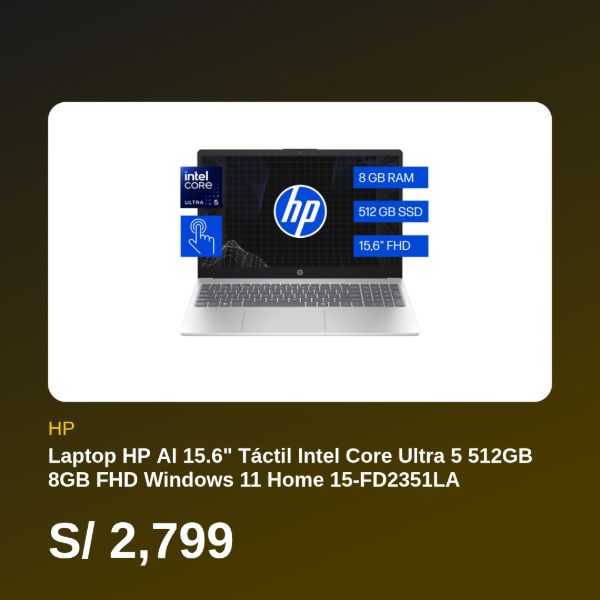 intel
CORE
ULTRA 5
hp
8 GB RAM
512 GB SSD
15,6" FHD
HP
Laptop HP AI 15.6" Táctil Intel Core Ultra 5 512GB
8GB FHD Windows 11 Home 15-FD2351LA
S/ 2,799